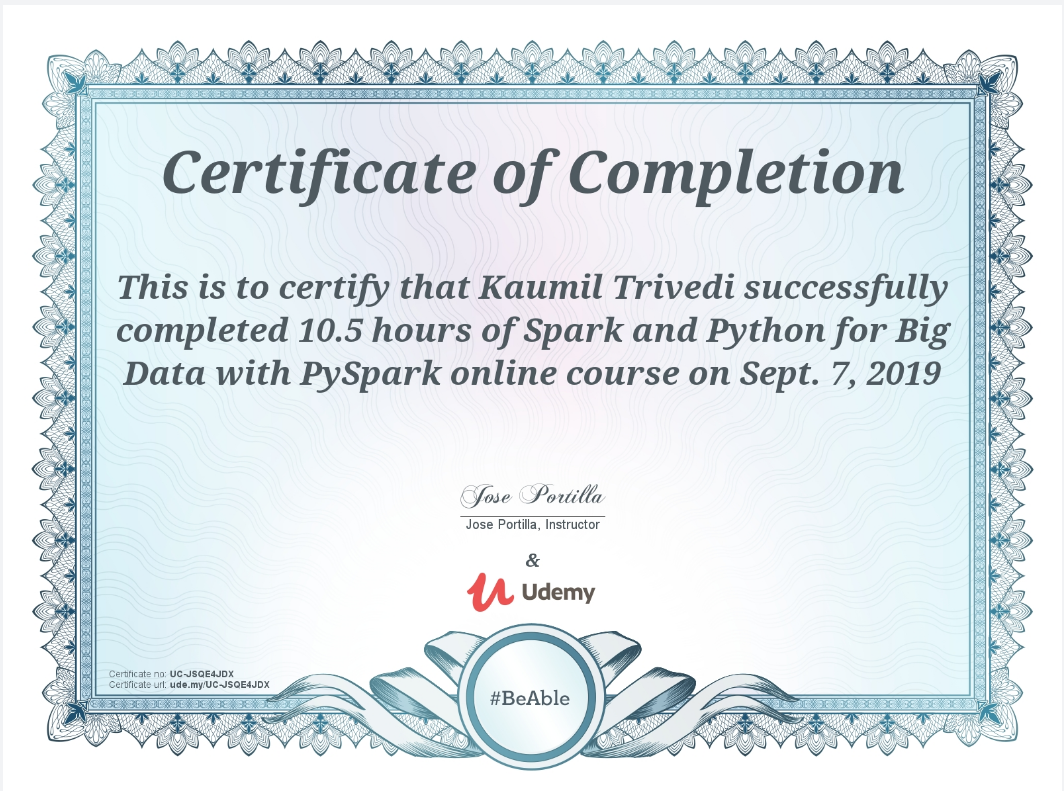 Certificate of Completion
This is to certify that Kaumil Trivedi successfully
completed 10.5 hours of Spark and Python for Big
Data with PySpark online course on Sept. 7, 2019
Jose Portilla
Jose Portilla, Instructor
&
Udemy
#BeAble
Certificate no: UC-JSQE4JDX
Certificate url: ude.my/UC-JSQE4JDX